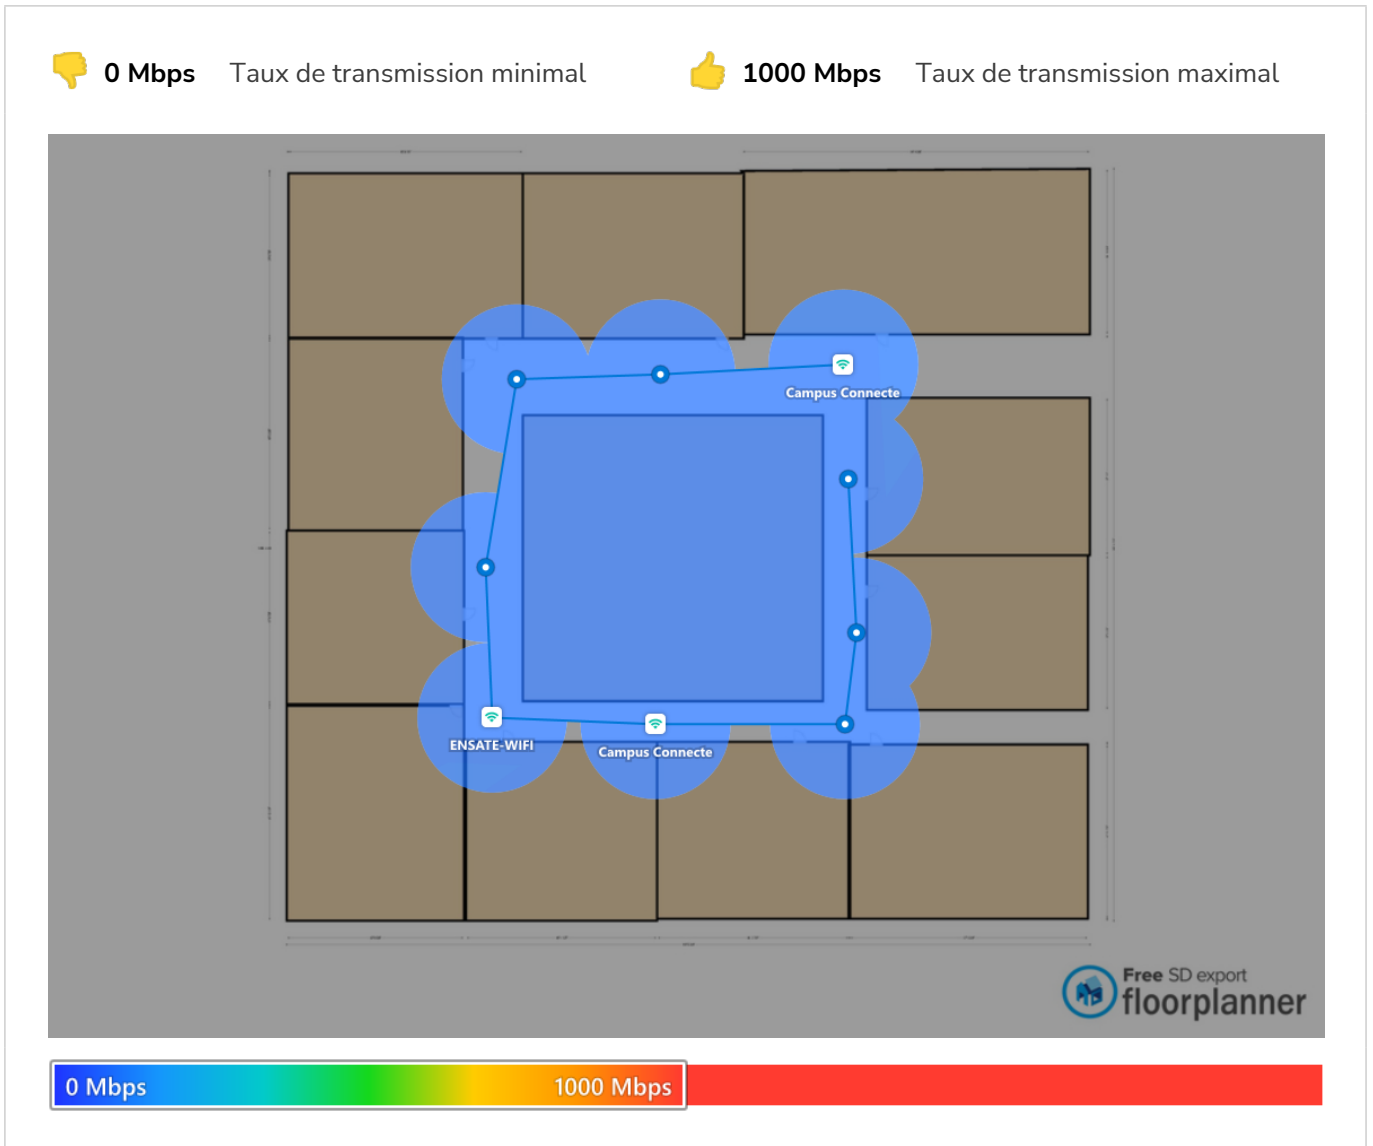 0 Mbps Taux de transmission minimal
1000 Mbps Taux de transmission maximal
Campus Connecte
ENSATE-WIFI
Campus Connecte
Free SD export
floorplanner
0 Mbps
1000 Mbps